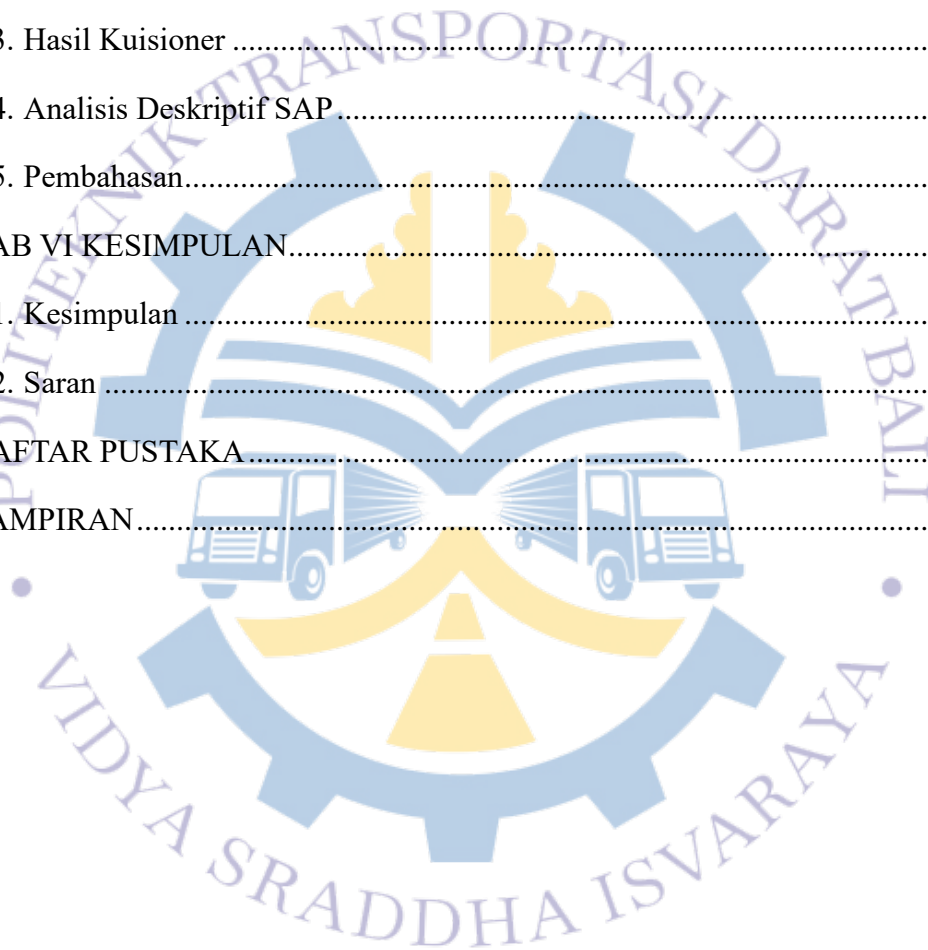 3. Hasil Kuisioner
4. Analisis Deskriptif SAP
5. Pembahasan
AB VI KESIMPULAN
1. Kesimpulan
2. Saran
AFTAR PUSTAKA
AMPIRAN
POLITEKNIK TRANSPORTASI DARAT BALI
VIDYA SRADDHA ISVARAYA